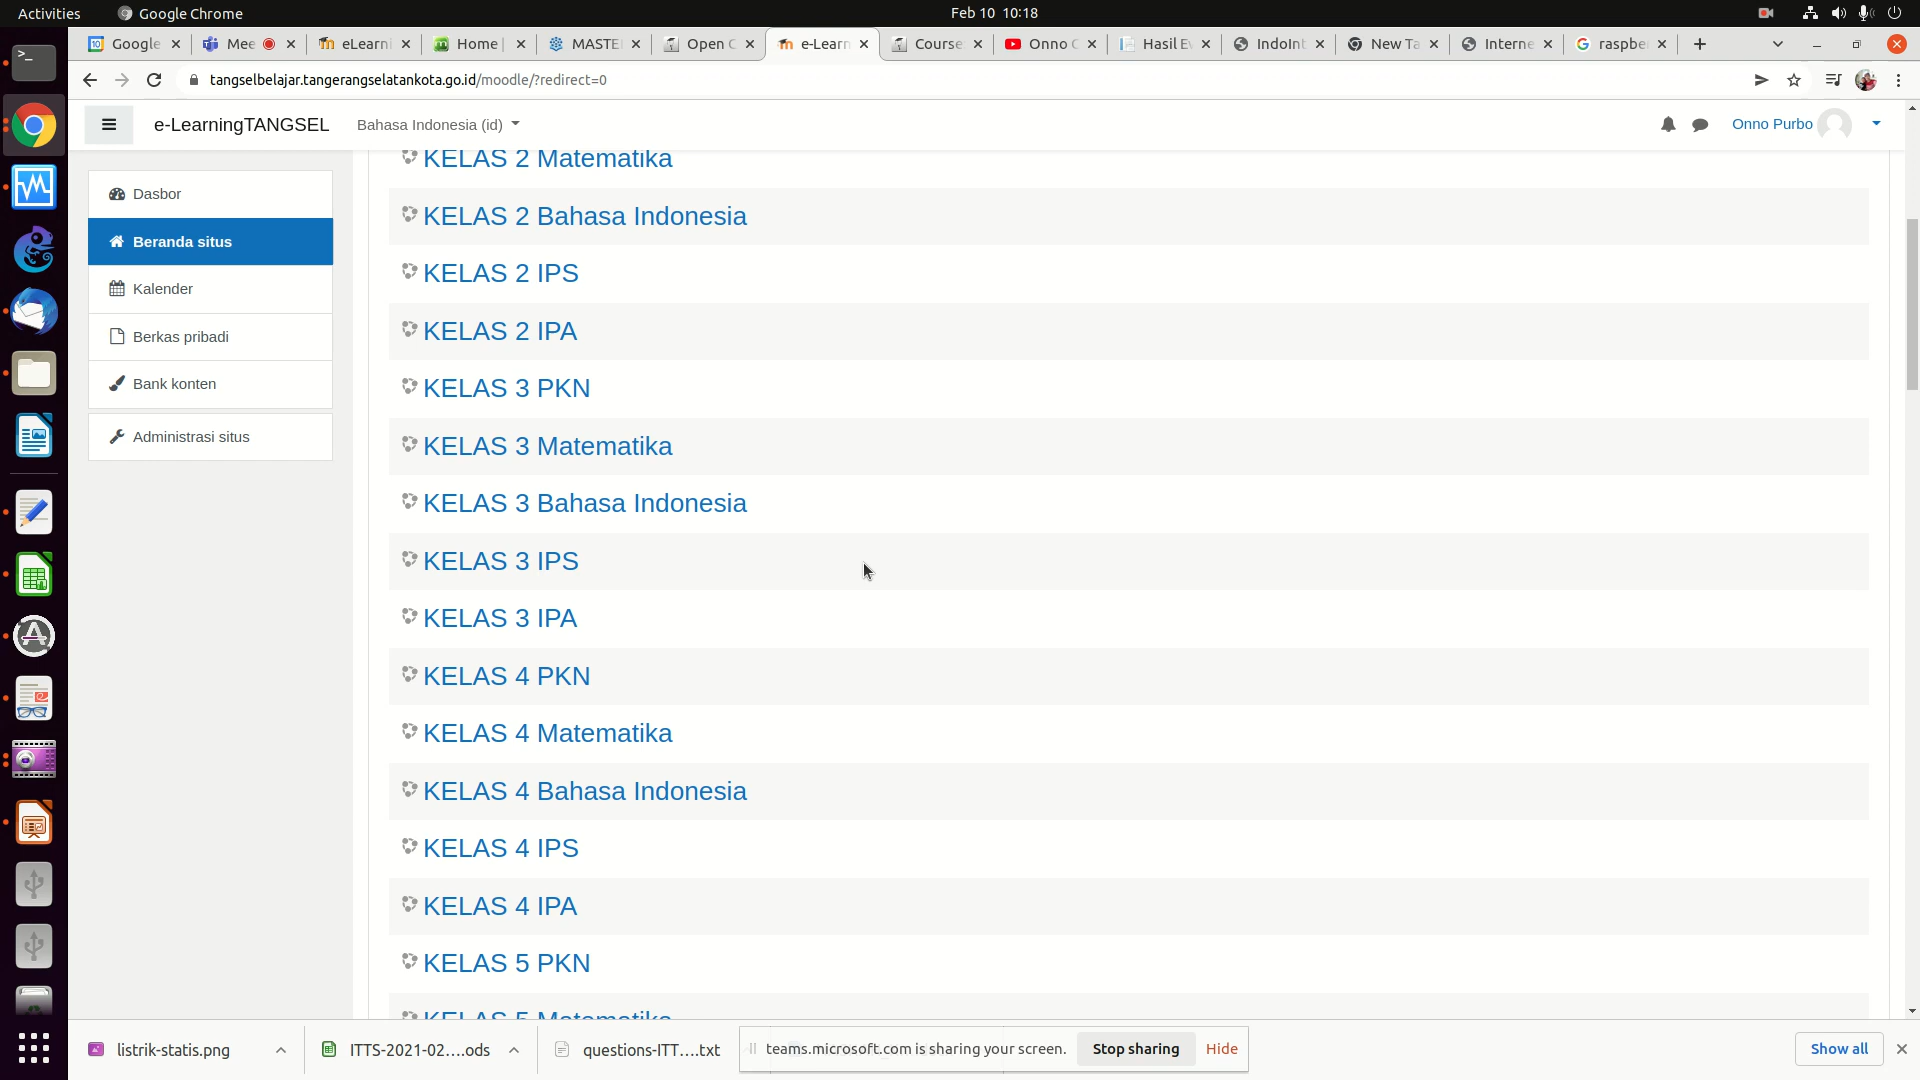 Activities Google Chrome Feb 10 10:18
Google Mee eLearni Home MASTE Open C e-Learn Course Onno C Hasil Ev IndoInt New Ta Interne raspbe
tangselbelajar.tangerangselatankota.go.id/moodle/?redirect=0
e-LearningTANGSEL Bahasa Indonesia (id) Onno Purbo
Dasbor
Beranda situs
Kalender
Berkas pribadi
Bank konten
Administrasi situs
KELAS 2 Matematika
KELAS 2 Bahasa Indonesia
KELAS 2 IPS
KELAS 2 IPA
KELAS 3 PKN
KELAS 3 Matematika
KELAS 3 Bahasa Indonesia
KELAS 3 IPS
KELAS 3 IPA
KELAS 4 PKN
KELAS 4 Matematika
KELAS 4 Bahasa Indonesia
KELAS 4 IPS
KELAS 4 IPA
KELAS 5 PKN
KELAS 5 Matematika
listrik-statis.png ITTS-2021-02....ods questions-ITT....txt teams.microsoft.com is sharing your screen. Stop sharing Hide Show all